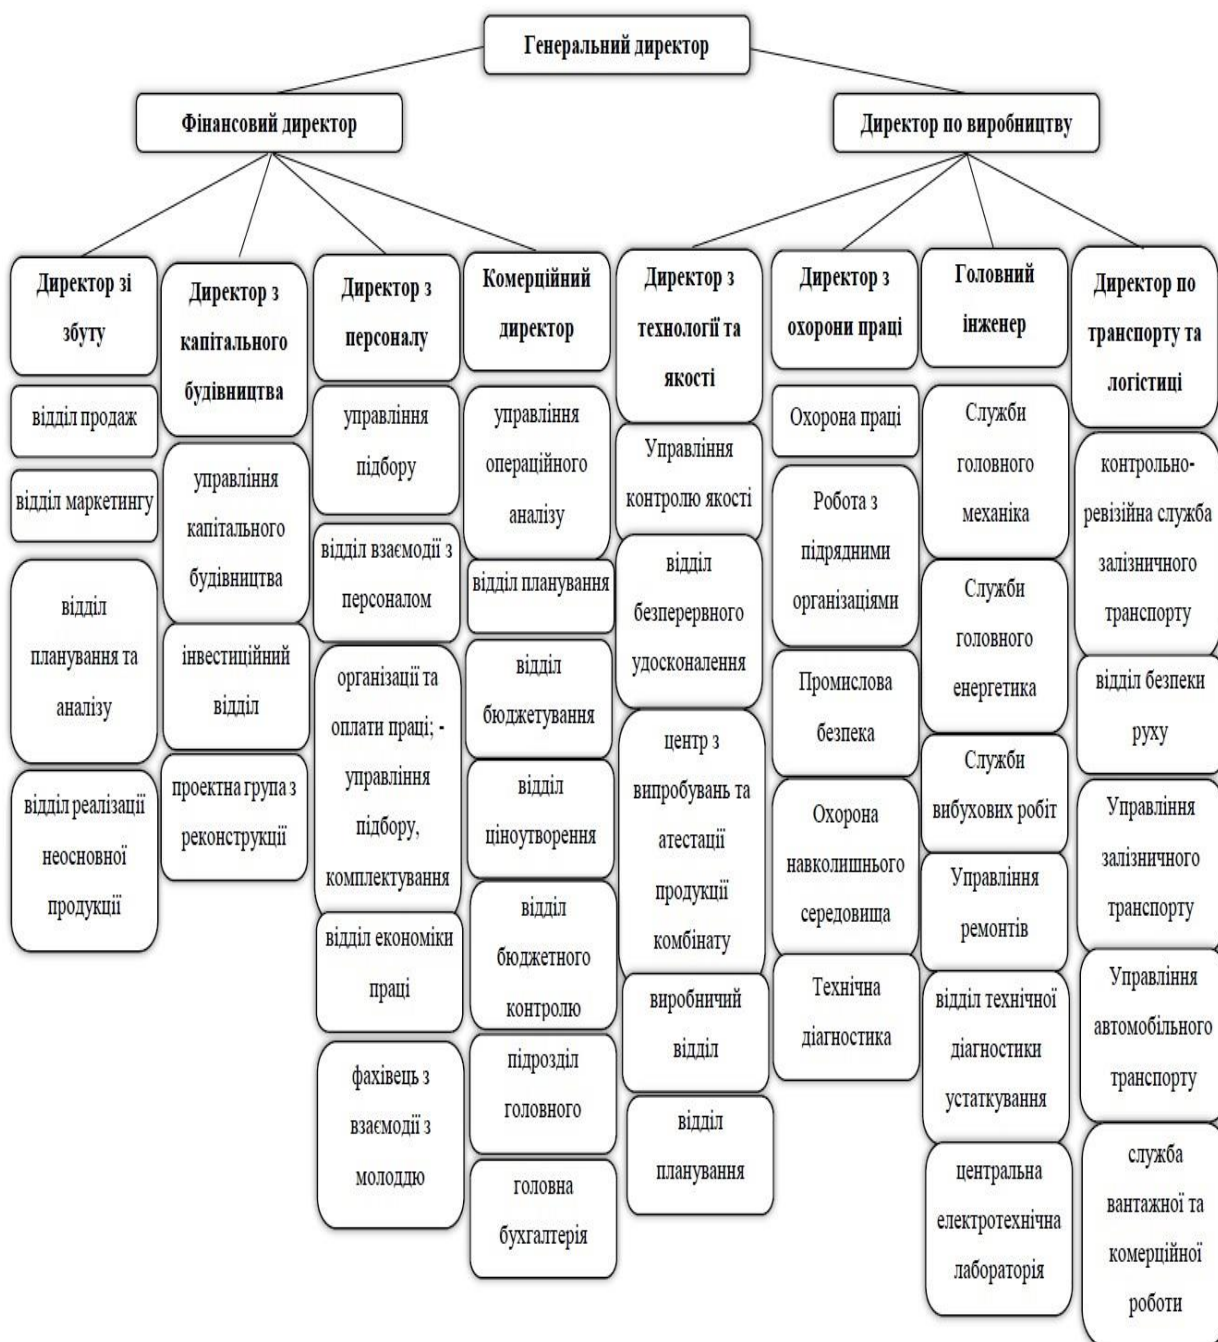 Генеральний директор
Фінансовий директор
Директор по виробництву
Директор зі
збуту
відділ продаж
відділ маркетингу
відділ
планування та
аналізу
відділ реалізації
неосновної
продукції
Директор з
капітального
будівництва
управління
капітального
будівництва
інвестиційний
відділ
проектна група з
реконструкції
Директор з
персоналу
управління
підбору
відділ взаємодії з
персоналом
організації та
оплати праці; -
управління
підбору,
комплектування
відділ економіки
праці
фахівець з
взаємодії з
молоддю
Комерційний
директор
управління
операційного
аналізу
відділ планування
відділ
бюджетування
відділ
ціноутворення
відділ
бюджетного
контролю
підрозділ
головного
головна
бухгалтерія
Директор з
технології та
якості
Управління
контролю якості
відділ
безперервного
удосконалення
центр з
випробувань та
атестації
продукції
комбінату
виробничий
відділ
відділ
планування
Директор з
охорони праці
Охорона праці
Робота з
підрядними
організаціями
Промислова
безпека
Охорона
навколишнього
середовища
Технічна
діагностика
Головний
інженер
Служби
головного
механіка
Служби
головного
енергетика
Служби
вибухових робіт
Управління
ремонтів
відділ технічної
діагностики
устаткування
центральна
електротехнічна
лабораторія
Директор по
транспорту та
логістиці
контрольно-
ревізійна служба
залізничного
транспорту
відділ безпеки
руху
Управління
залізничного
транспорту
Управління
автомобільного
транспорту
служба
вантажної та
комерційної
роботи